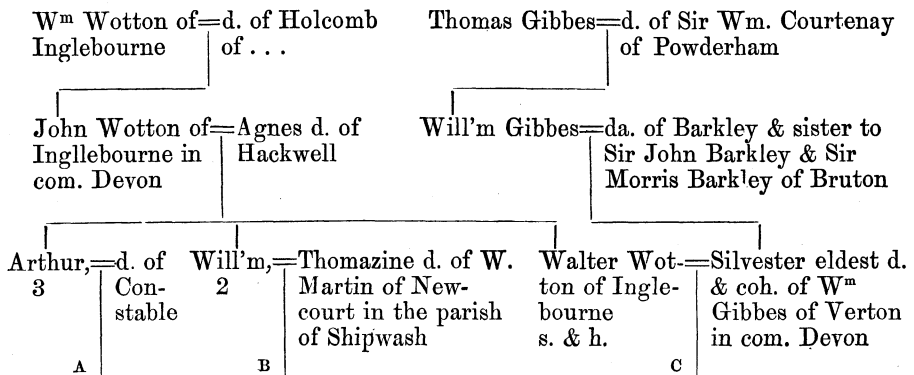 Wm Wotton of=d. of Holcomb
Inglebourne of . . .
Thomas Gibbes=d. of Sir Wm. Courtenay
of Powderham
John Wotton of=Agnes d. of
Ingllebourne in Hackwell
com. Devon
Will'm Gibbes=da. of Barkley & sister to
Sir John Barkley & Sir
Morris Barkley of Bruton
Arthur,=d. of
3 Con-
stable
A
Will'm,=Thomazine d. of W.
2 Martin of New-
court in the parish
of Shipwash
B
Walter Wot-=Silvester eldest d.
ton of Ingle- & coh. of Wm
bourne Gibbes of Verton
s. & h. in com. Devon
C